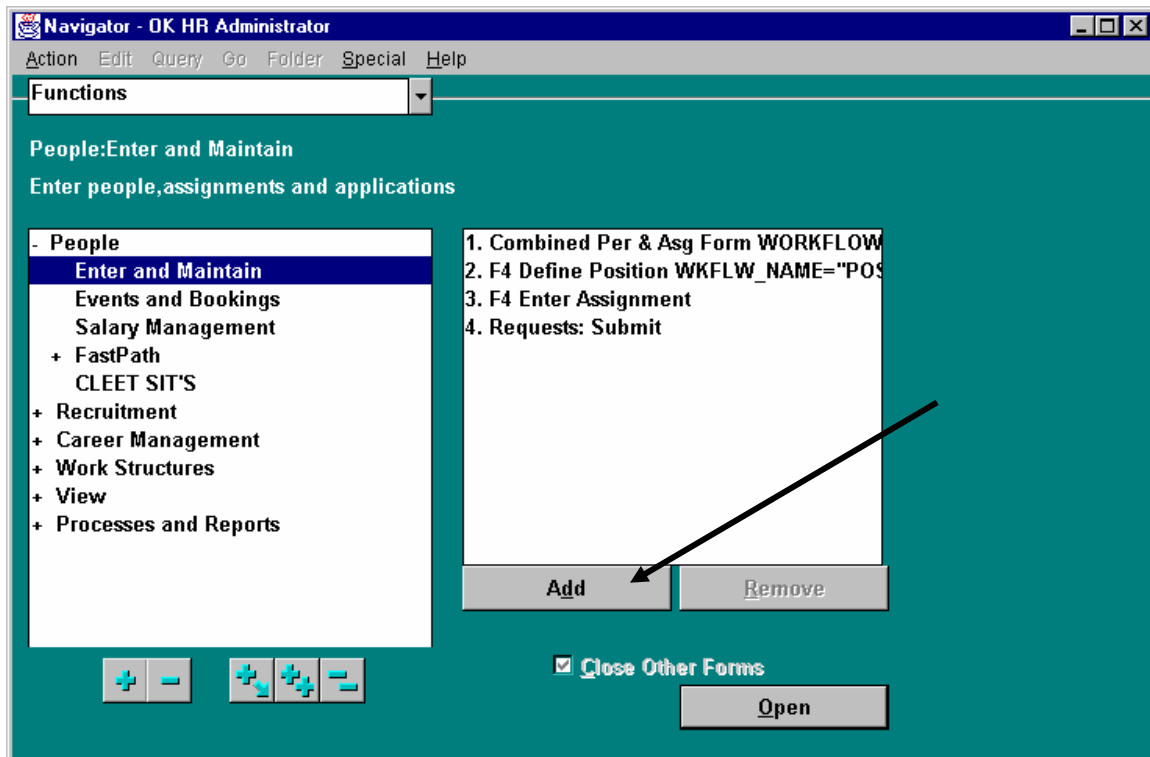 Navigator - OK HR Administrator
Action Edit Query Go Folder Special Help
Functions
People:Enter and Maintain
Enter people,assignments and applications
- People
Enter and Maintain
Events and Bookings
Salary Management
+ FastPath
CLEET SIT'S
+ Recruitment
+ Career Management
+ Work Structures
+ View
+ Processes and Reports
1. Combined Per & Asg Form WORKFLOW
2. F4 Define Position WKFLW_NAME="POS
3. F4 Enter Assignment
4. Requests: Submit
Add Remove
Close Other Forms
Open